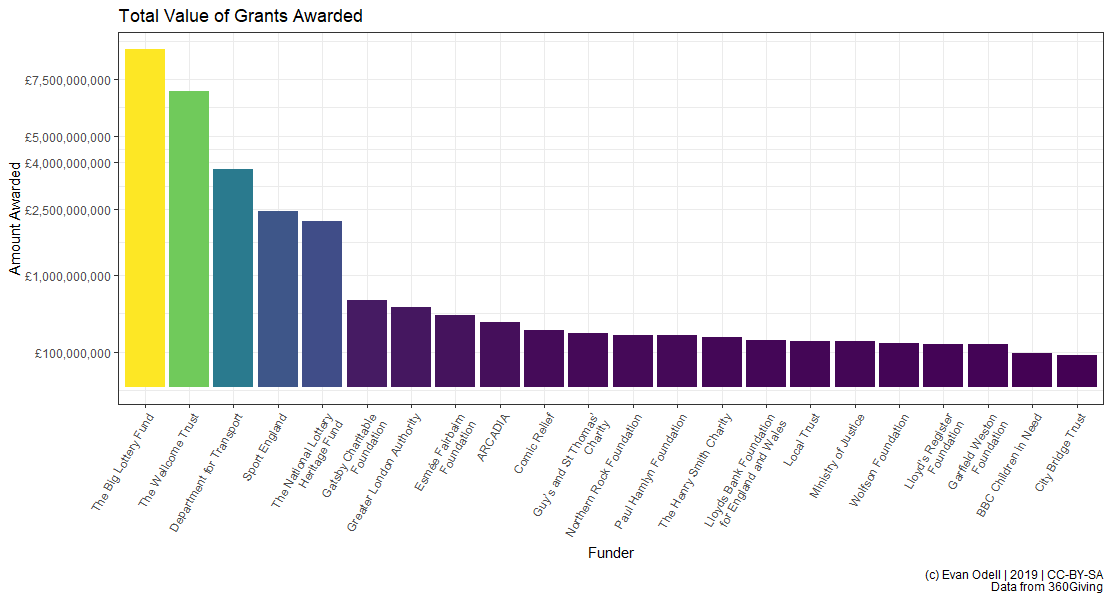 Total Value of Grants Awarded
Amount Awarded
£7,500,000,000
£5,000,000,000
£4,000,000,000
£2,500,000,000
£1,000,000,000
£100,000,000
The Big Lottery Fund
The Wellcome Trust
Department for Transport
Sport England
The National Lottery
Heritage Fund
Gatsby Charitable
Foundation
Greater London Authority
Esmée Fairbairn
Foundation
ARCADIA
Comic Relief
Guy's and St Thomas'
Charity
Northern Rock Foundation
Paul Hamlyn Foundation
The Henry Smith Charity
Lloyds Bank Foundation
for England and Wales
Local Trust
Ministry of Justice
Wolfson Foundation
Lloyd's Register
Foundation
Garfield Weston
Foundation
BBC Children In Need
City Bridge Trust
Funder
(c) Evan Odell | 2019 | CC-BY-SA
Data from 360Giving